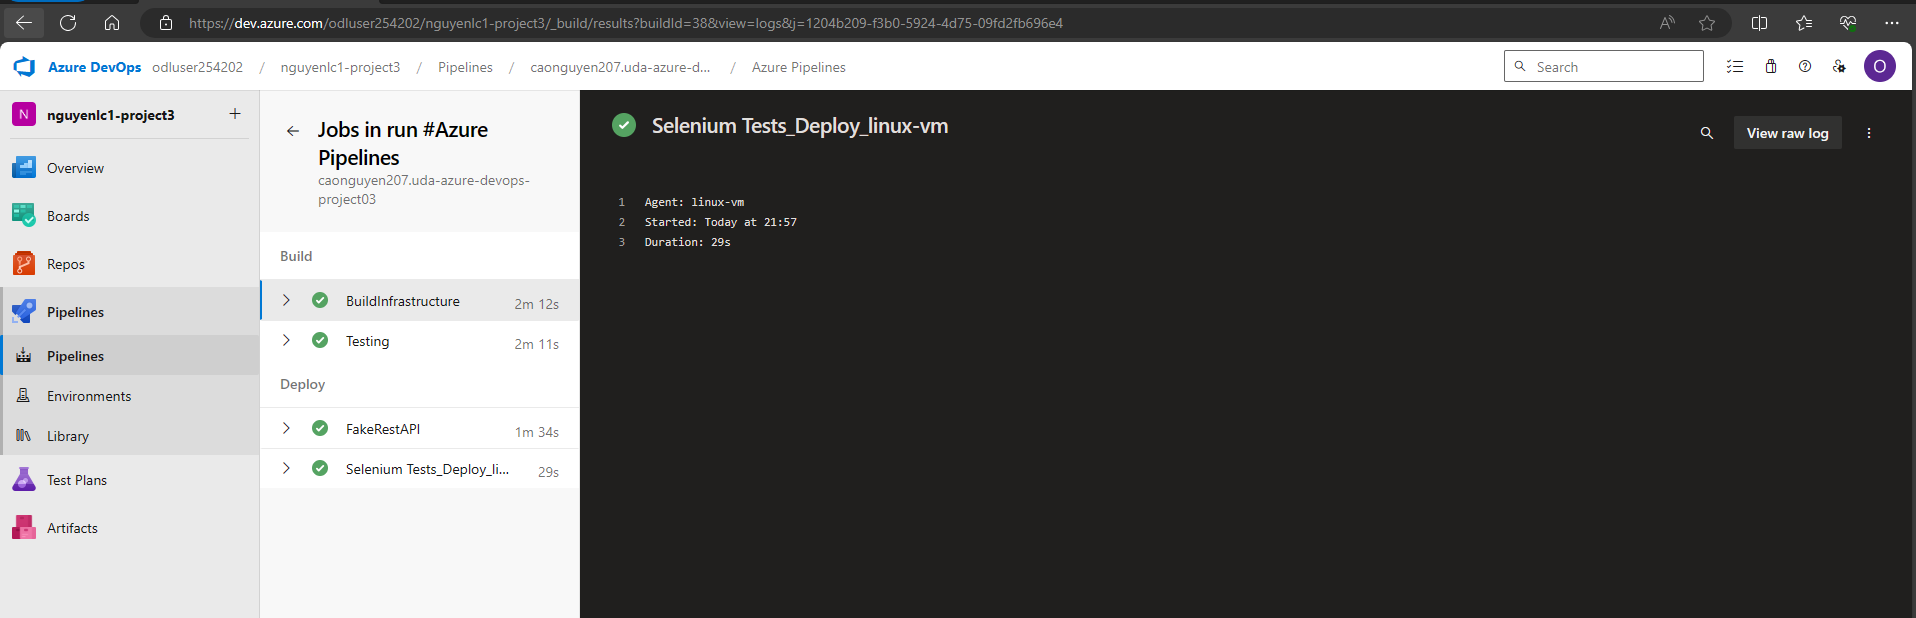 https://dev.azure.com/odluser254202/nguyenlc1-project3/_build/results?buildId=38&view=logs&j=1204b209-f3b0-5924-4d75-09fd2fb696e4
Azure DevOps odluser254202 / nguyenlc1-project3 / Pipelines / caonguyen207.uda-azure-d... / Azure Pipelines
Search
O
N nguyenlc1-project3 +
Overview
Boards
Repos
Pipelines
Pipelines
Environments
Library
Test Plans
Artifacts
Jobs in run #Azure
Pipelines
caonguyen207.uda-azure-devops-
project03
Build
BuildInfrastructure 2m 12s
Testing 2m 11s
Deploy
FakeRestAPI 1m 34s
Selenium Tests_Deploy_li... 29s
Selenium Tests_Deploy_linux-vm
View raw log
1 Agent: linux-vm
2 Started: Today at 21:57
3 Duration: 29s